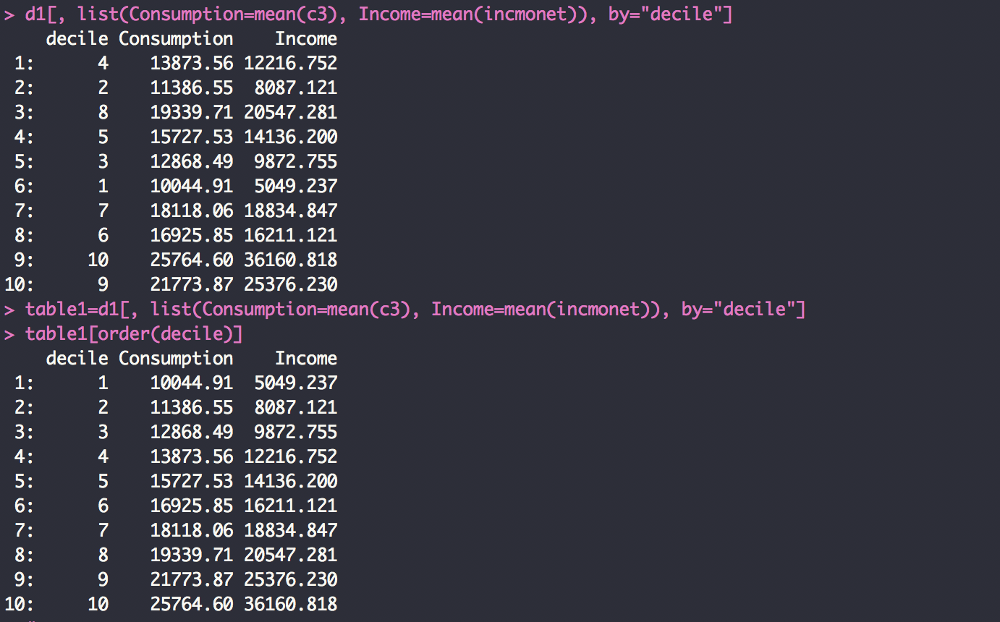 > d1[, list(Consumption=mean(c3), Income=mean(incmonet)), by="decile"]
    decile Consumption    Income
 1:      4    13873.56 12216.752
 2:      2    11386.55  8087.121
 3:      8    19339.71 20547.281
 4:      5    15727.53 14136.200
 5:      3    12868.49  9872.755
 6:      1    10044.91  5049.237
 7:      7    18118.06 18834.847
 8:      6    16925.85 16211.121
 9:     10    25764.60 36160.818
10:      9    21773.87 25376.230
> table1=d1[, list(Consumption=mean(c3), Income=mean(incmonet)), by="decile"]
> table1[order(decile)]
    decile Consumption    Income
 1:      1    10044.91  5049.237
 2:      2    11386.55  8087.121
 3:      3    12868.49  9872.755
 4:      4    13873.56 12216.752
 5:      5    15727.53 14136.200
 6:      6    16925.85 16211.121
 7:      7    18118.06 18834.847
 8:      8    19339.71 20547.281
 9:      9    21773.87 25376.230
10:     10    25764.60 36160.818